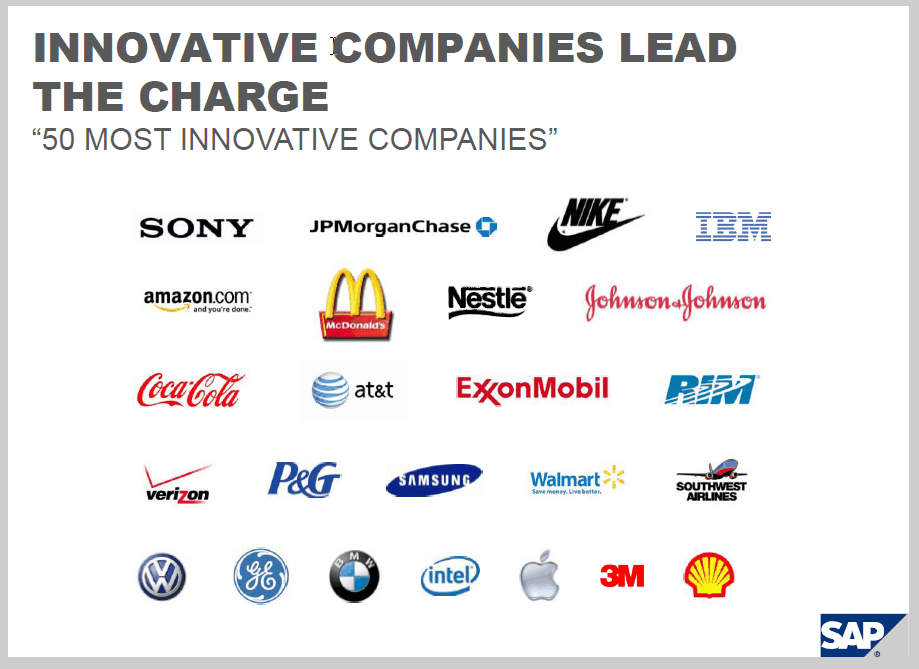 INNOVATIVE COMPANIES LEAD
THE CHARGE
“50 MOST INNOVATIVE COMPANIES”
SONY
JPMorganChase
NIKE
IBM
amazon.com
and you're done.
McDonald's
Nestlé
Johnson & Johnson
Coca-Cola
at&t
ExxonMobil
RIM
verizon
P&G
SAMSUNG
Walmart
Save money. Live better.
SOUTHWEST
AIRLINES
VW
GE
BMW
intel
3M
SAP